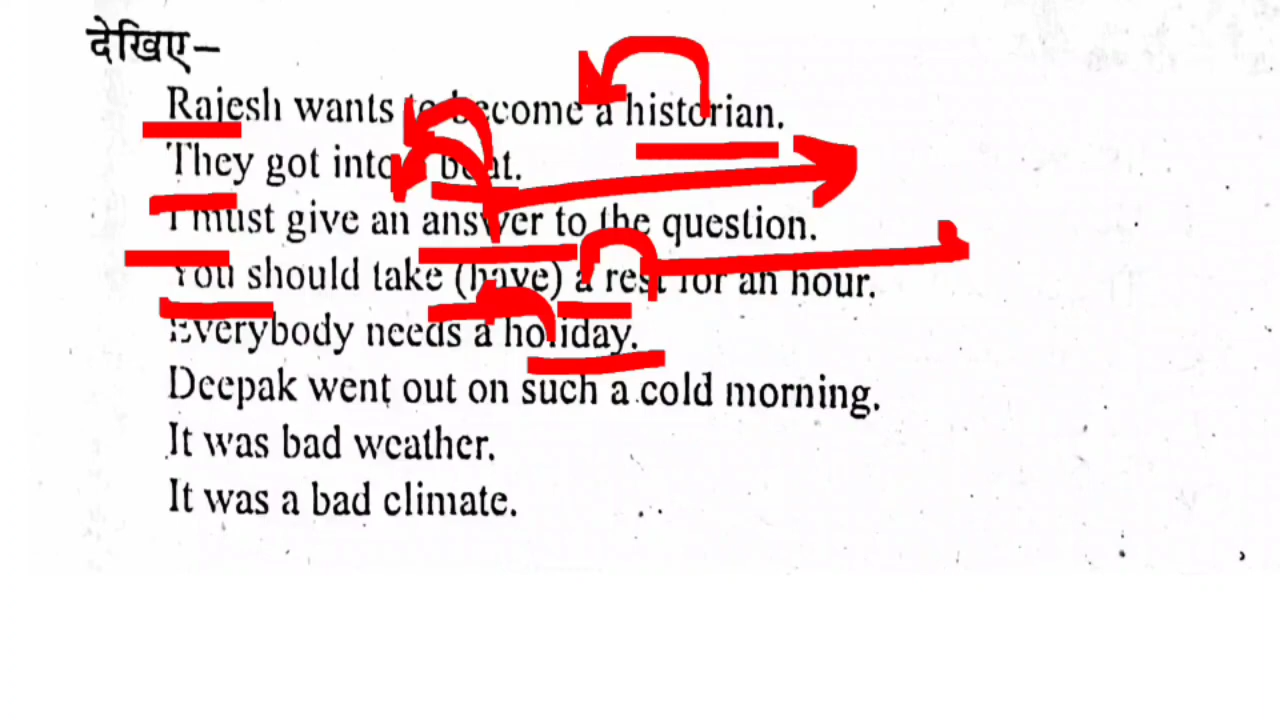 देखिए–
Rajesh wants to become a historian.
They got into a boat.
I must give an answer to the question.
You should take (have) a rest for an hour.
Everybody needs a holiday.
Deepak went out on such a cold morning.
It was bad weather.
It was a bad climate.